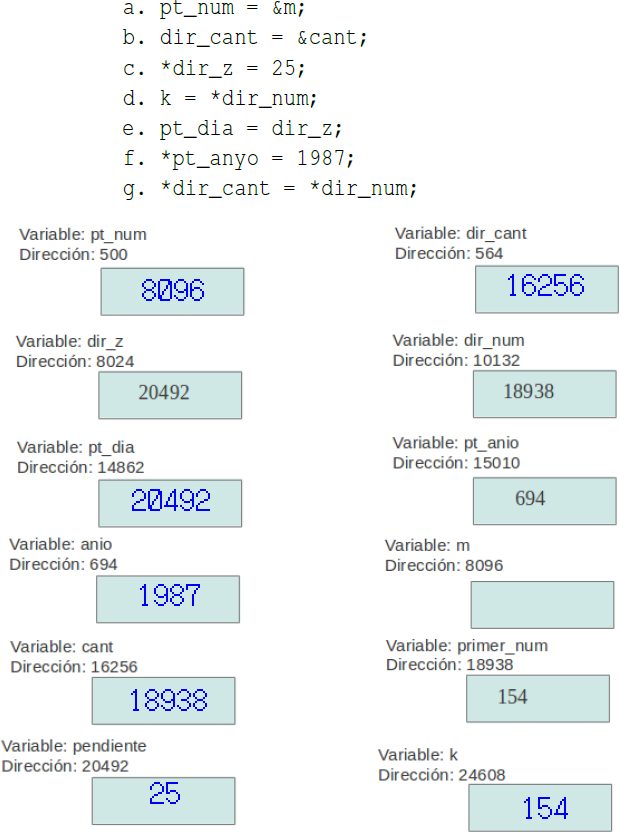 a. pt_num = &m;
b. dir_cant = &cant;
c. *dir_z = 25;
d. k = *dir_num;
e. pt_dia = dir_z;
f. *pt_anyo = 1987;
g. *dir_cant = *dir_num;
Variable: pt_num
Dirección: 500
8096
Variable: dir_cant
Dirección: 564
16256
Variable: dir_z
Dirección: 8024
20492
Variable: dir_num
Dirección: 10132
18938
Variable: pt_dia
Dirección: 14862
20492
Variable: pt_anio
Dirección: 15010
694
Variable: anio
Dirección: 694
1987
Variable: m
Dirección: 8096
Variable: cant
Dirección: 16256
18938
Variable: primer_num
Dirección: 18938
154
Variable: pendiente
Dirección: 20492
25
Variable: k
Dirección: 24608
154